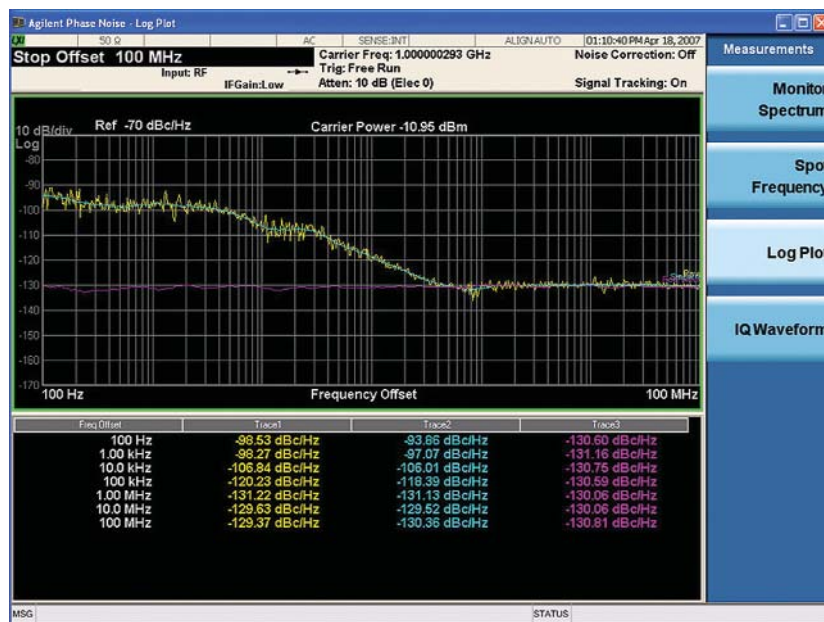 Agilent Phase Noise - Log Plot
LXI 50 Ω AC SENSE:INT ALIGN AUTO 01:10:40 PM Apr 18, 2007
Stop Offset 100 MHz Carrier Freq: 1.000000293 GHz Noise Correction: Off
Input: RF Trig: Free Run
IFGain:Low Atten: 10 dB (Elec 0) Signal Tracking: On
10 dB/div Ref -70 dBc/Hz Carrier Power -10.95 dBm
Log
-80
-90
-100
-110
-120
-130
-140
-150
-160
-170
100 Hz Frequency Offset 100 MHz
Freq Offset Trace1 Trace2 Trace3
100 Hz -98.53 dBc/Hz -93.86 dBc/Hz -130.60 dBc/Hz
1.00 kHz -98.27 dBc/Hz -97.07 dBc/Hz -131.16 dBc/Hz
10.0 kHz -106.84 dBc/Hz -106.01 dBc/Hz -130.75 dBc/Hz
100 kHz -120.23 dBc/Hz -118.39 dBc/Hz -130.59 dBc/Hz
1.00 MHz -131.22 dBc/Hz -131.13 dBc/Hz -130.06 dBc/Hz
10.0 MHz -129.63 dBc/Hz -129.52 dBc/Hz -130.06 dBc/Hz
100 MHz -129.37 dBc/Hz -130.36 dBc/Hz -130.81 dBc/Hz
MSG STATUS
Measurements
Monitor
Spectrum
Spot
Frequency
Log Plot
IQ Waveform